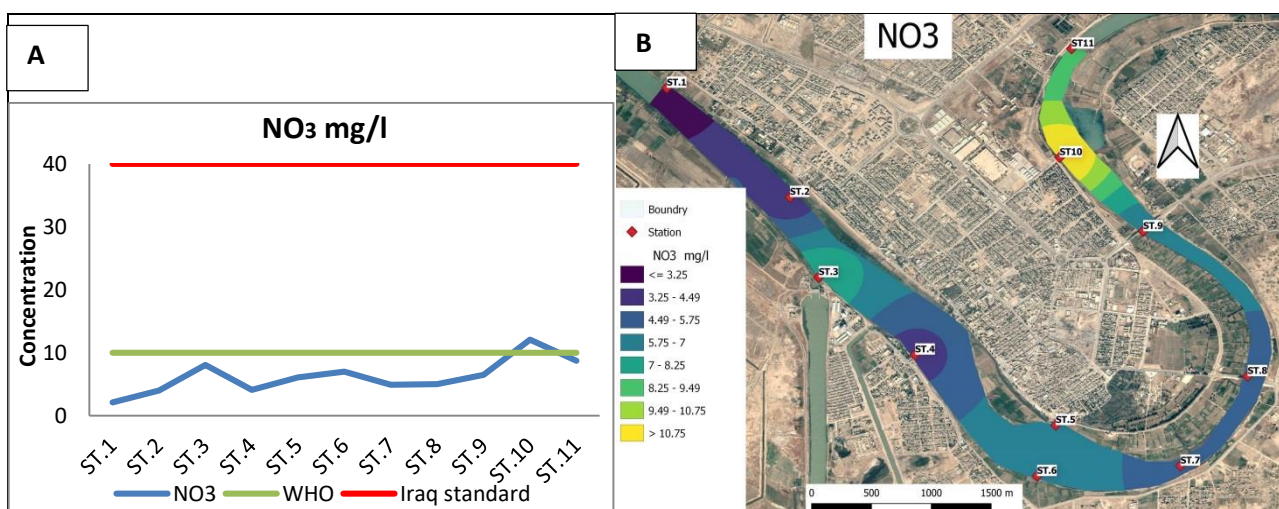 A
NO3 mg/l
Concentration
40
30
20
10
0
ST.1
ST.2
ST.3
ST.4
ST.5
ST.6
ST.7
ST.8
ST.9
ST.10
ST.11
NO3 WHO Iraq standard
B
NO3
ST.1
ST.2
ST.3
ST.4
ST.5
ST.6
ST.7
ST.8
ST.9
ST10
ST11
Boundry
Station
NO3 mg/l
<= 3.25
3.25 - 4.49
4.49 - 5.75
5.75 - 7
7 - 8.25
8.25 - 9.49
9.49 - 10.75
> 10.75
0 500 1000 1500 m